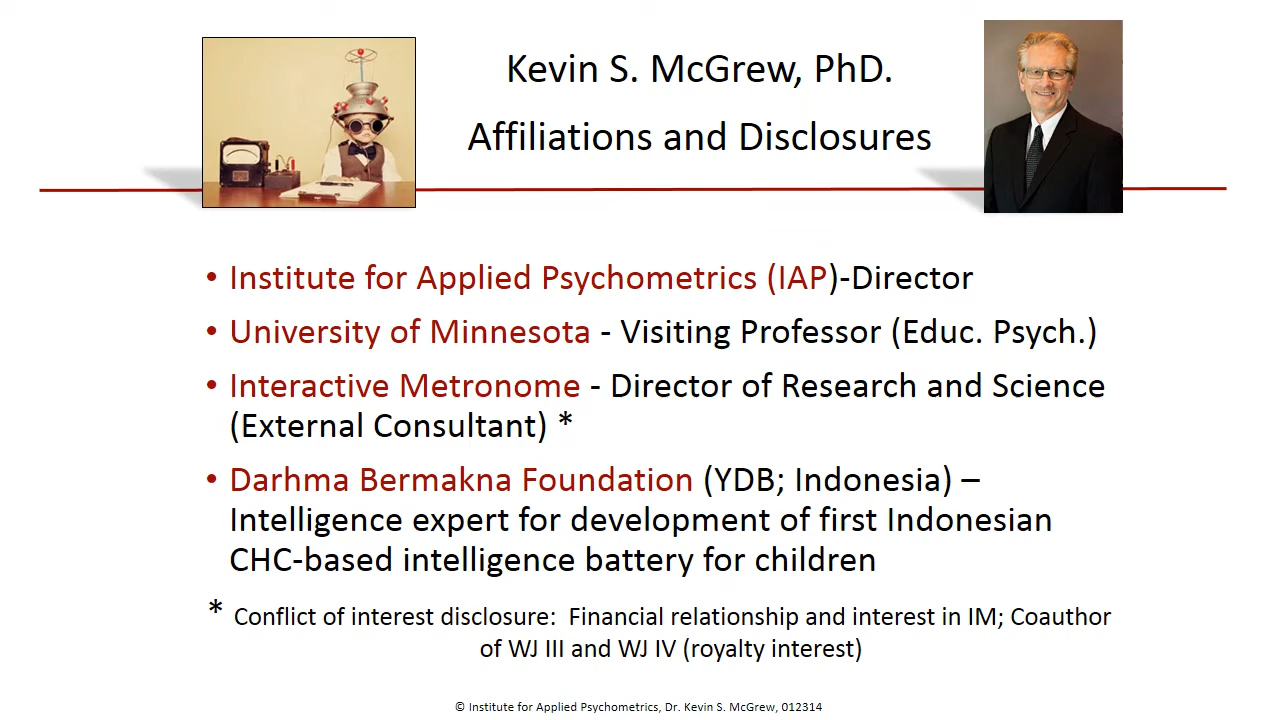 Kevin S. McGrew, PhD.
Affiliations and Disclosures
• Institute for Applied Psychometrics (IAP)-Director
• University of Minnesota - Visiting Professor (Educ. Psych.)
• Interactive Metronome - Director of Research and Science
(External Consultant) *
• Darhma Bermakna Foundation (YDB; Indonesia) –
Intelligence expert for development of first Indonesian
CHC-based intelligence battery for children
* Conflict of interest disclosure:  Financial relationship and interest in IM; Coauthor
of WJ III and WJ IV (royalty interest)
© Institute for Applied Psychometrics, Dr. Kevin S. McGrew, 012314